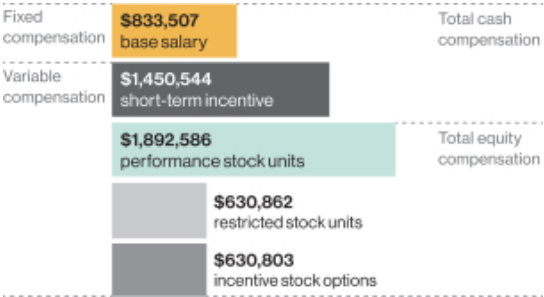 Fixed
compensation
$833,507
base salary
Total cash
compensation
Variable
compensation
$1,450,544
short-term incentive
$1,892,586
performance stock units
Total equity
compensation
$630,862
restricted stock units
$630,803
incentive stock options